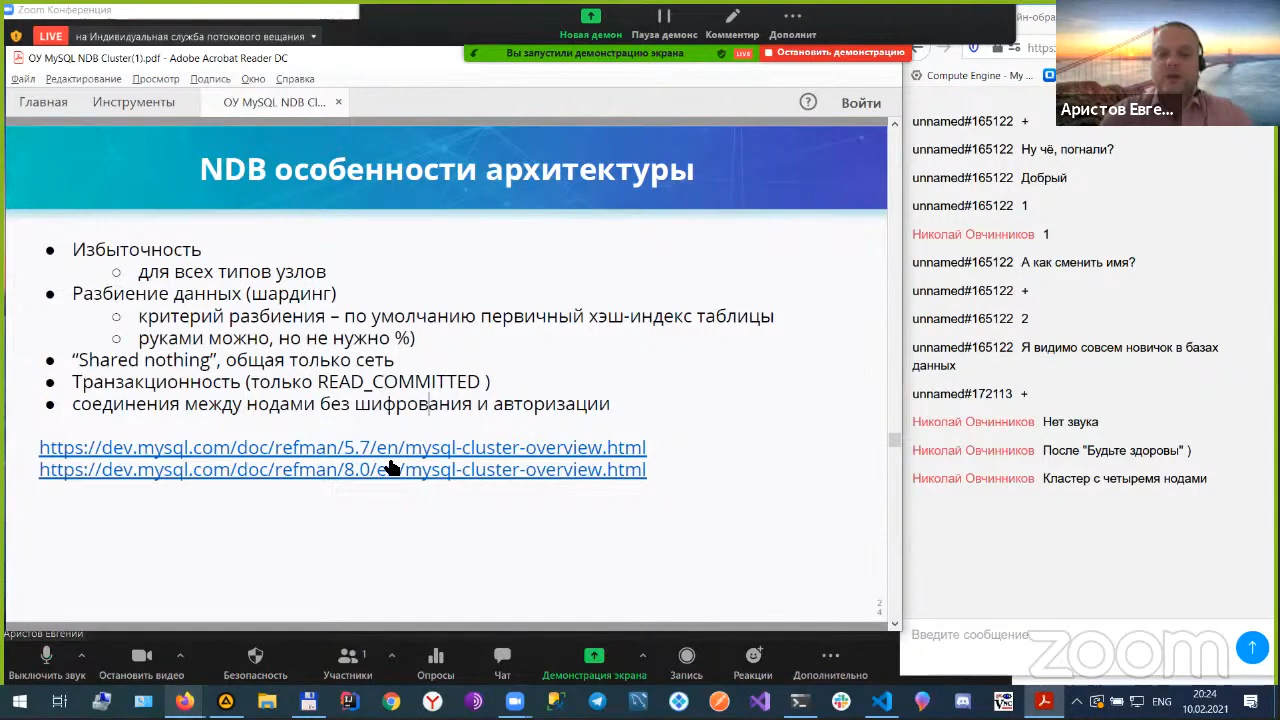 Zoom Конференция
LIVE на Индивидуальная служба потокового вещания
Новая демон Пауза демонс Комментир Дополнит
Вы запустили демонстрацию экрана LIVE Остановить демонстрацию
ОУ MySQL NDB Cluster(1).pdf - Adobe Acrobat Reader DC
Файл Редактирование Просмотр Подпись Окно Справка
Главная Инструменты ОУ MySQL NDB Cl... × Войти
NDB особенности архитектуры
● Избыточность
○ для всех типов узлов
● Разбиение данных (шардинг)
○ критерий разбиения – по умолчанию первичный хэш-индекс таблицы
○ руками можно, но не нужно %)
● “Shared nothing”, общая только сеть
● Транзакционность (только READ_COMMITTED )
● соединения между нодами без шифрования и авторизации
https://dev.mysql.com/doc/refman/5.7/en/mysql-cluster-overview.html
https://dev.mysql.com/doc/refman/8.0/en/mysql-cluster-overview.html
2
4
Аристов Евгений
Выключить звук Остановить видео Безопасность Участники 1 Опросы Чат Демонстрация экрана Запись Реакции Дополнительно
йн-обра
https:
Compute Engine - My ...
Аристов Евге...
unnamed#165122 +
unnamed#165122 Ну чё, погнали?
unnamed#165122 Добрый
unnamed#165122 1
Николай Овчинников 1
unnamed#165122 А как сменить имя?
unnamed#165122 +
unnamed#165122 2
unnamed#165122 Я видимо совсем новичок в базах
данных
unnamed#172113 +
Николай Овчинников Нет звука
Николай Овчинников После "Будьте здоровы" )
Николай Овчинников Кластер с четыремя нодами
Введите сообщение
zoom
ENG
20:24
10.02.2021